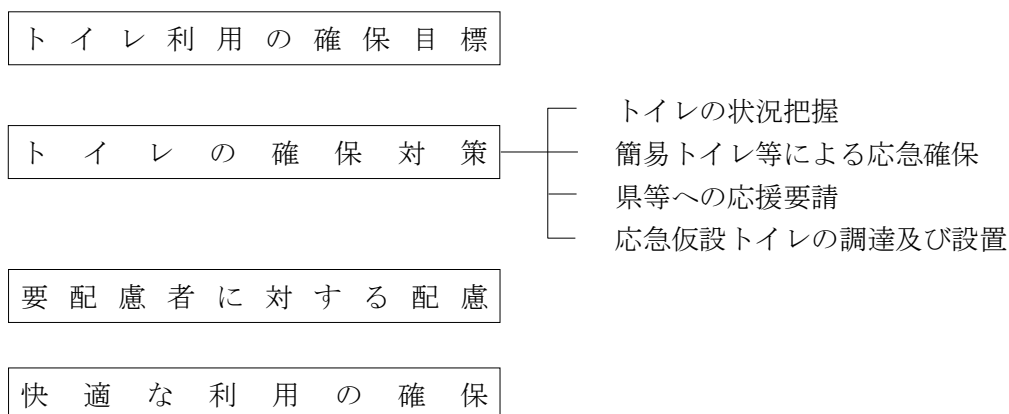 トイレ利用の確保目標
トイレの確保対策
トイレの状況把握
簡易トイレ等による応急確保
県等への応援要請
応急仮設トイレの調達及び設置
要配慮者に対する配慮
快適な利用の確保